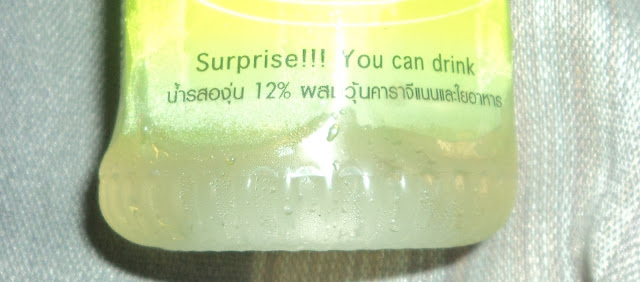 Surprise!!! You can drink
น้ำรสองุ่น 12% ผสมวุ้นคาราจีแนนและใยอาหาร